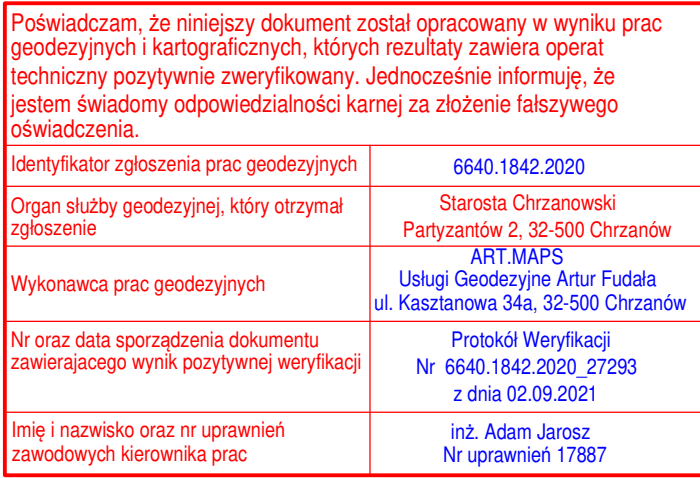 Poświadczam, że niniejszy dokument został opracowany w wyniku prac
geodezyjnych i kartograficznych, których rezultaty zawiera operat
techniczny pozytywnie zweryfikowany. Jednocześnie informuję, że
jestem świadomy odpowiedzialności karnej za złożenie fałszywego
oświadczenia.
Identyfikator zgłoszenia prac geodezyjnych
6640.1842.2020
Organ służby geodezyjnej, który otrzymał
zgłoszenie
Starosta Chrzanowski
Partyzantów 2, 32-500 Chrzanów
Wykonawca prac geodezyjnych
ART.MAPS
Usługi Geodezyjne Artur Fudała
ul. Kasztanowa 34a, 32-500 Chrzanów
Nr oraz data sporządzenia dokumentu
zawierajacego wynik pozytywnej weryfikacji
Protokół Weryfikacji
Nr 6640.1842.2020_27293
z dnia 02.09.2021
Imię i nazwisko oraz nr uprawnień
zawodowych kierownika prac
inż. Adam Jarosz
Nr uprawnień 17887